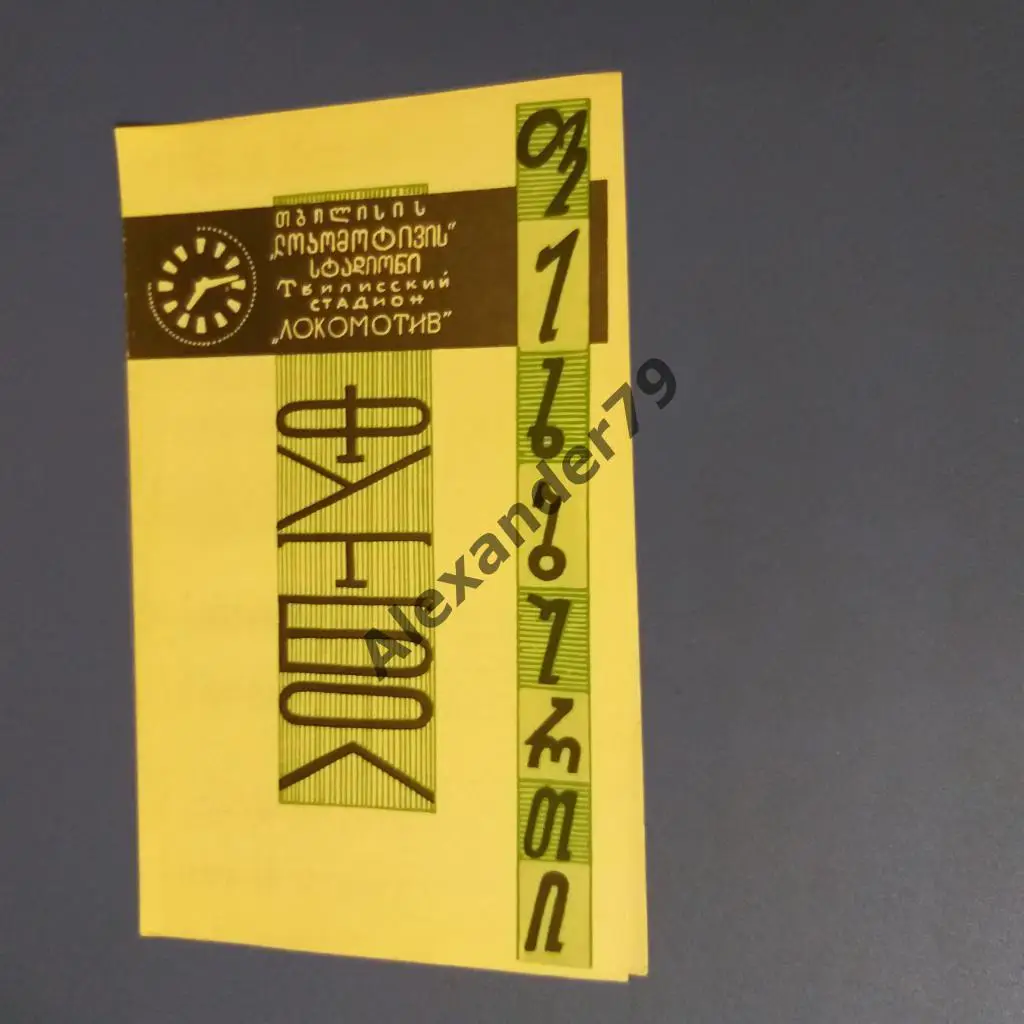 თბილისის
„ლოკომოტივის“
სტადიონი
Тбилисский
СТАДИОН
„ЛОКОМОТИВ“
ФУТБОЛ
ფეხბურთი
Alexander79